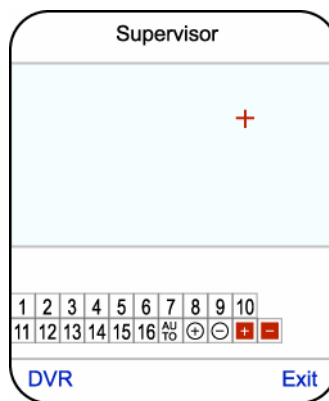 Supervisor
+
1 2 3 4 5 6 7 8 9 10
11 12 13 14 15 16 AUTO ⊕ ⊖ + −
DVR Exit